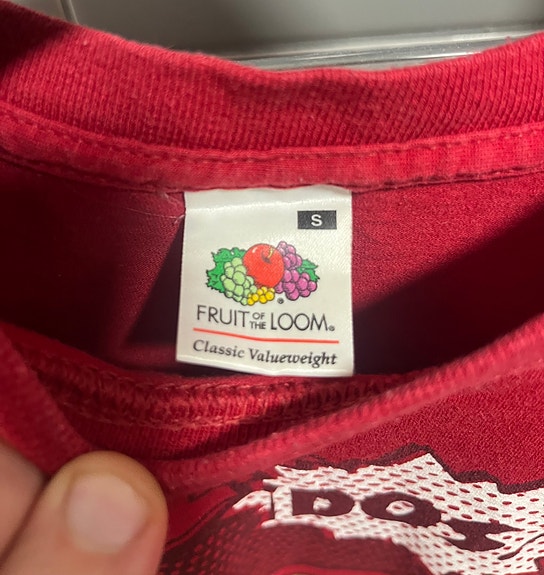 S
FRUIT OF THE LOOM®
Classic Valueweight